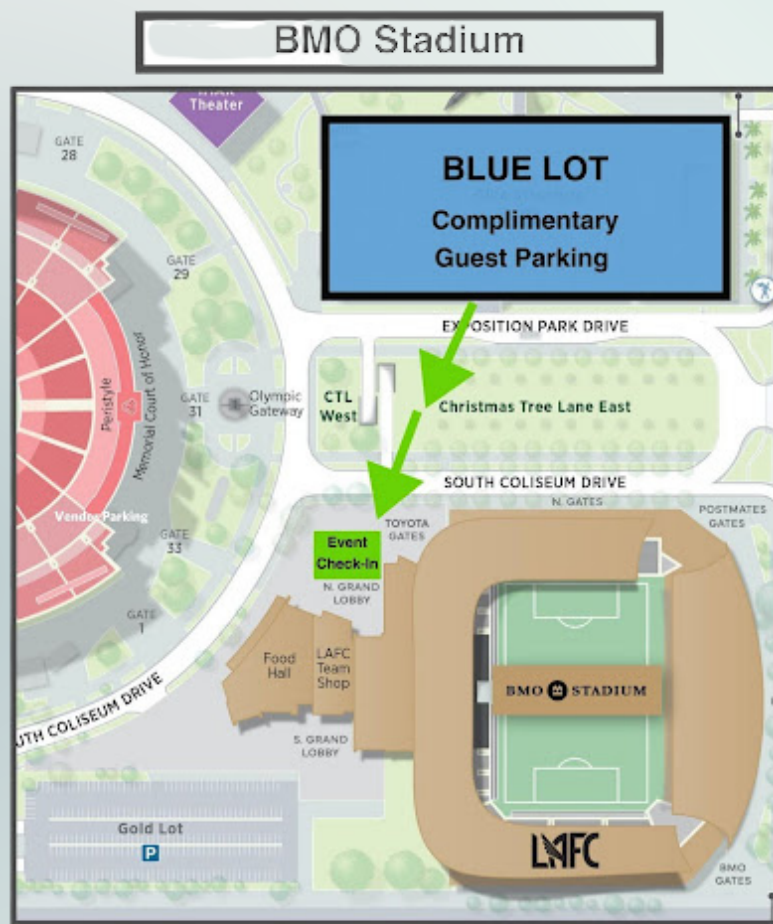 BMO Stadium
IMAX
Theater
GATE
28
BLUE LOT
Complimentary
Guest Parking
GATE
29
EXPOSITION PARK DRIVE
Peristyle
Memorial Court of Honor
GATE
31
Olympic
Gateway
CTL
West
Christmas Tree Lane East
SOUTH COLISEUM DRIVE
N. GATES
POSTMATES
GATES
Vendor Parking
GATE
33
TOYOTA
GATES
Event
Check-In
N. GRAND
LOBBY
GATE
1
Food
Hall
LAFC
Team
Shop
BMO STADIUM
UTH COLISEUM DRIVE
S. GRAND
LOBBY
Gold Lot
P
LAFC
BMO
GATES